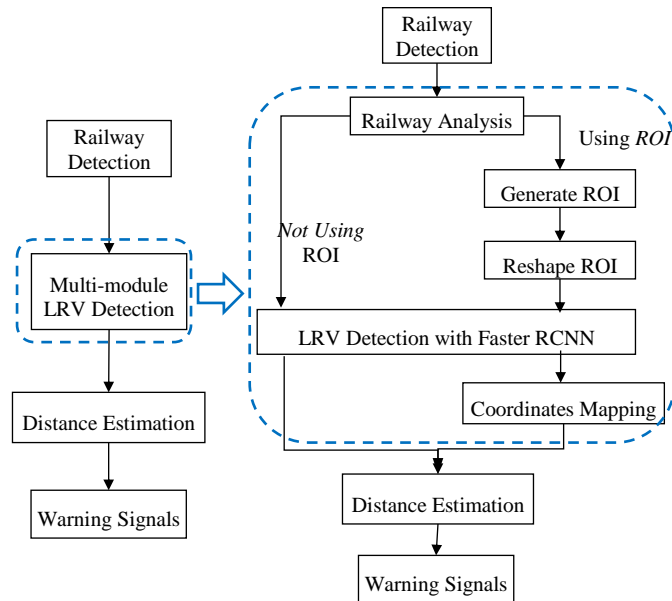 Railway
Detection
Multi-module
LRV Detection
Distance Estimation
Warning Signals
Railway
Detection
Railway Analysis
Using ROI
Generate ROI
Not Using
ROI
Reshape ROI
LRV Detection with Faster RCNN
Coordinates Mapping
Distance Estimation
Warning Signals